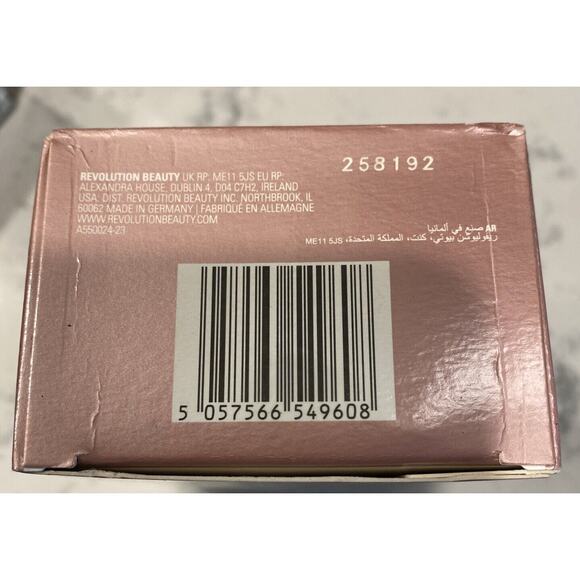 REVOLUTION BEAUTY UK RP: ME11 5JS EU RP:
ALEXANDRA HOUSE, DUBLIN 4, D04 C7H2, IRELAND
USA: DIST. REVOLUTION BEAUTY INC. NORTHBROOK, IL
60062 MADE IN GERMANY | FABRIQUÉ EN ALLEMAGNE
WWW.REVOLUTIONBEAUTY.COM
A550024-23
258192
AR صنع في ألمانيا
ريفوليوشن بيوتي، كنت، المملكة المتحدة، ME11 5JS
5 057566 549608